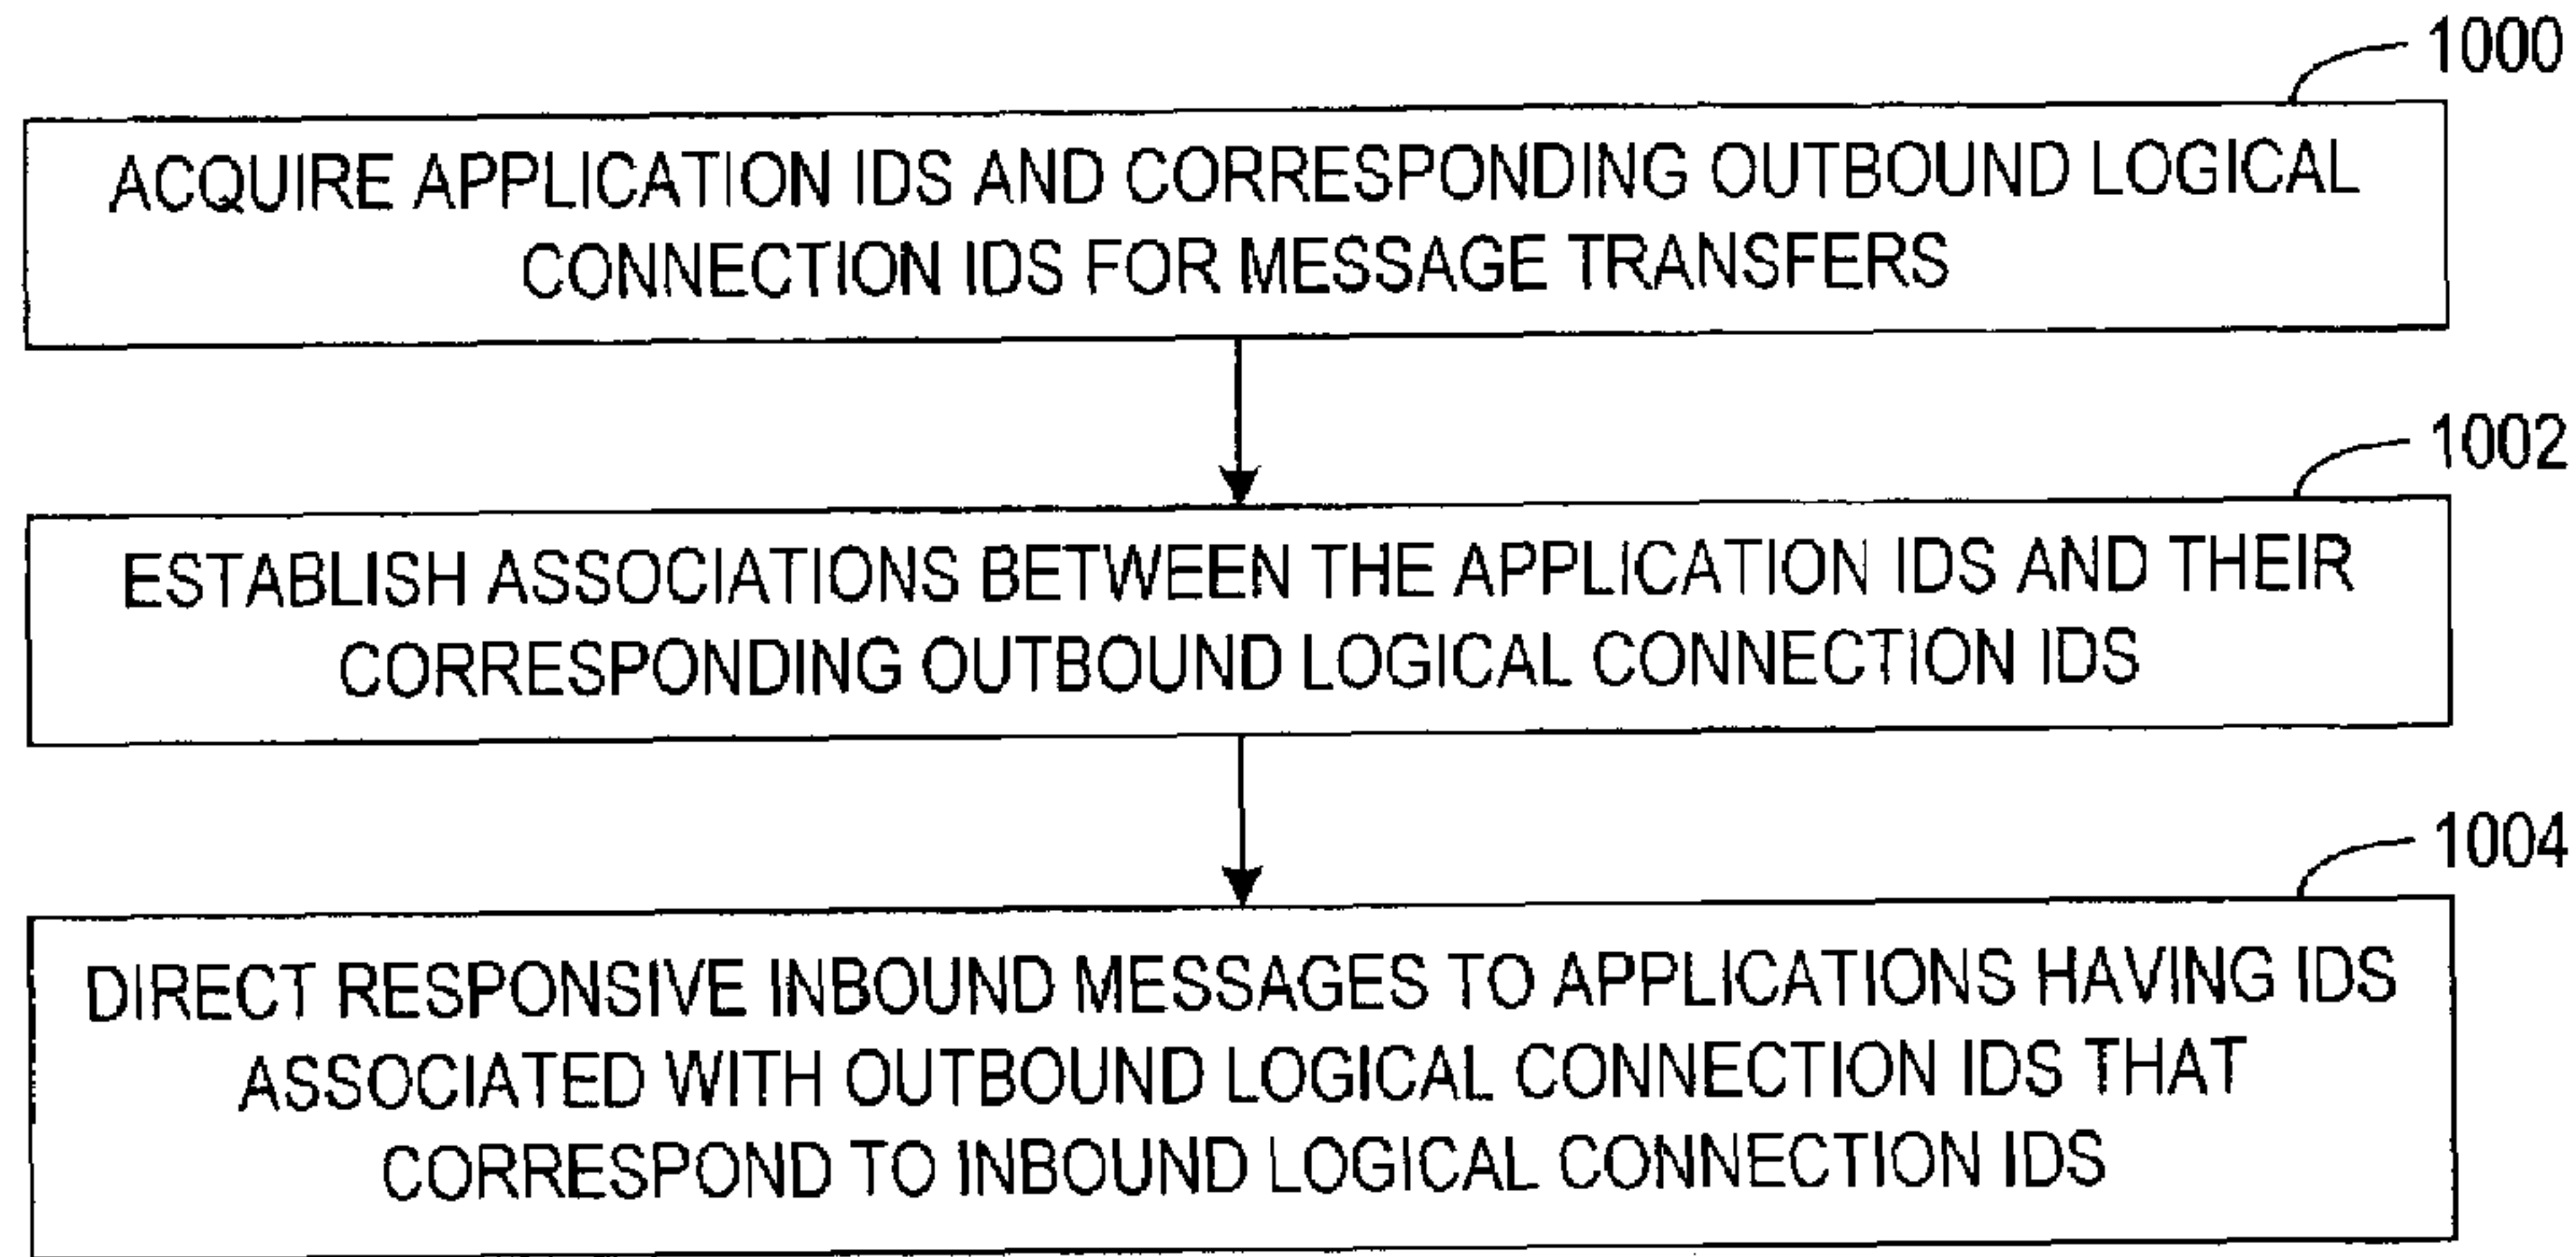 1000
ACQUIRE APPLICATION IDS AND CORRESPONDING OUTBOUND LOGICAL
CONNECTION IDS FOR MESSAGE TRANSFERS
1002
ESTABLISH ASSOCIATIONS BETWEEN THE APPLICATION IDS AND THEIR
CORRESPONDING OUTBOUND LOGICAL CONNECTION IDS
1004
DIRECT RESPONSIVE INBOUND MESSAGES TO APPLICATIONS HAVING IDS
ASSOCIATED WITH OUTBOUND LOGICAL CONNECTION IDS THAT
CORRESPOND TO INBOUND LOGICAL CONNECTION IDS